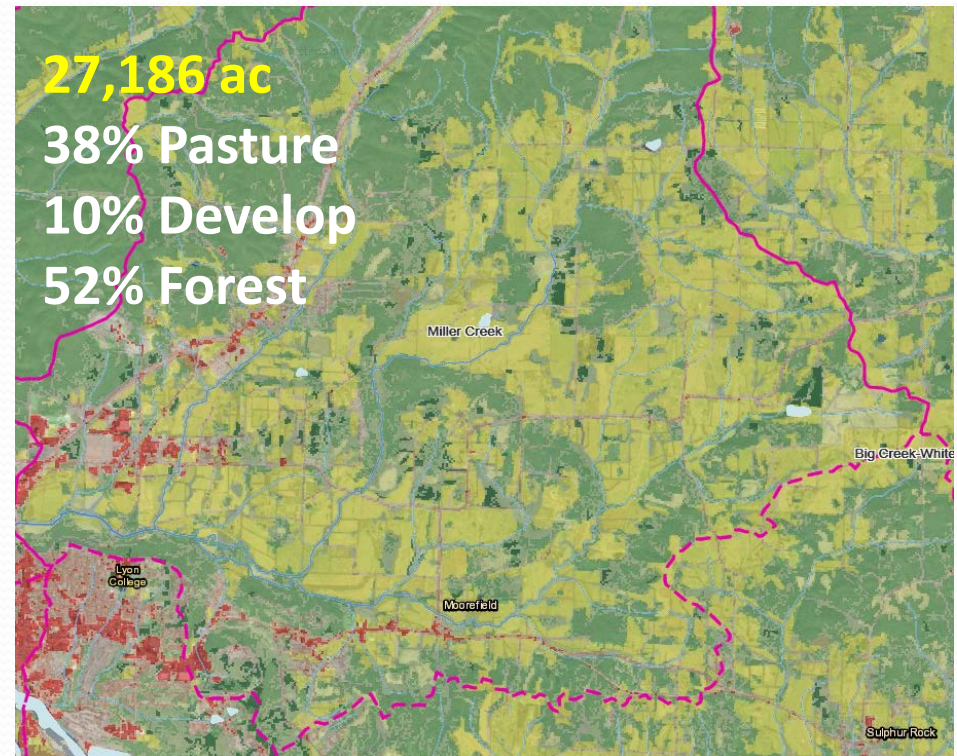 27,186 ac
38% Pasture
10% Develop
52% Forest
Miller Creek
Big Creek-White
Lyon
College
Moorefield
Sulphur Rock